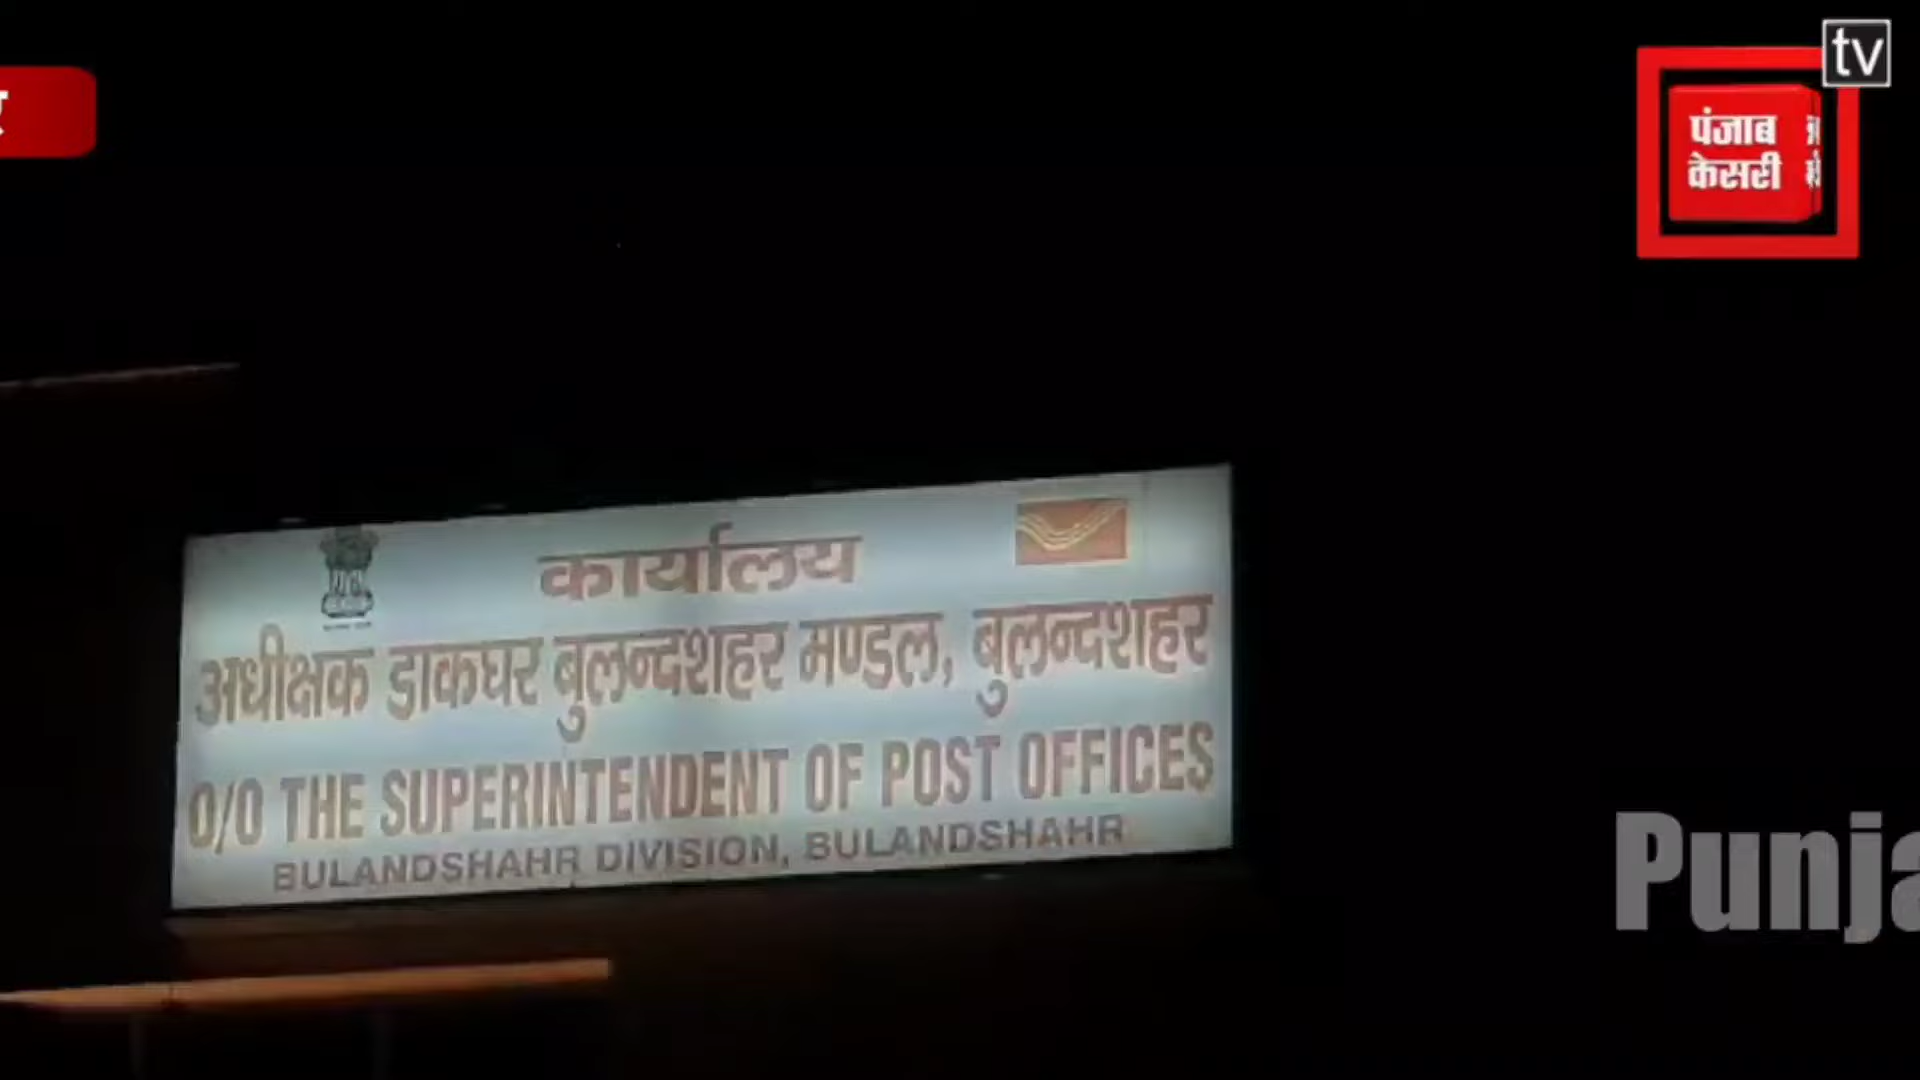 tv
पंजाब
केसरी
कार्यालय
अधीक्षक डाकघर बुलन्दशहर मण्डल, बुलन्दशहर
O/O THE SUPERINTENDENT OF POST OFFICES
BULANDSHAHR DIVISION, BULANDSHAHR
Punja